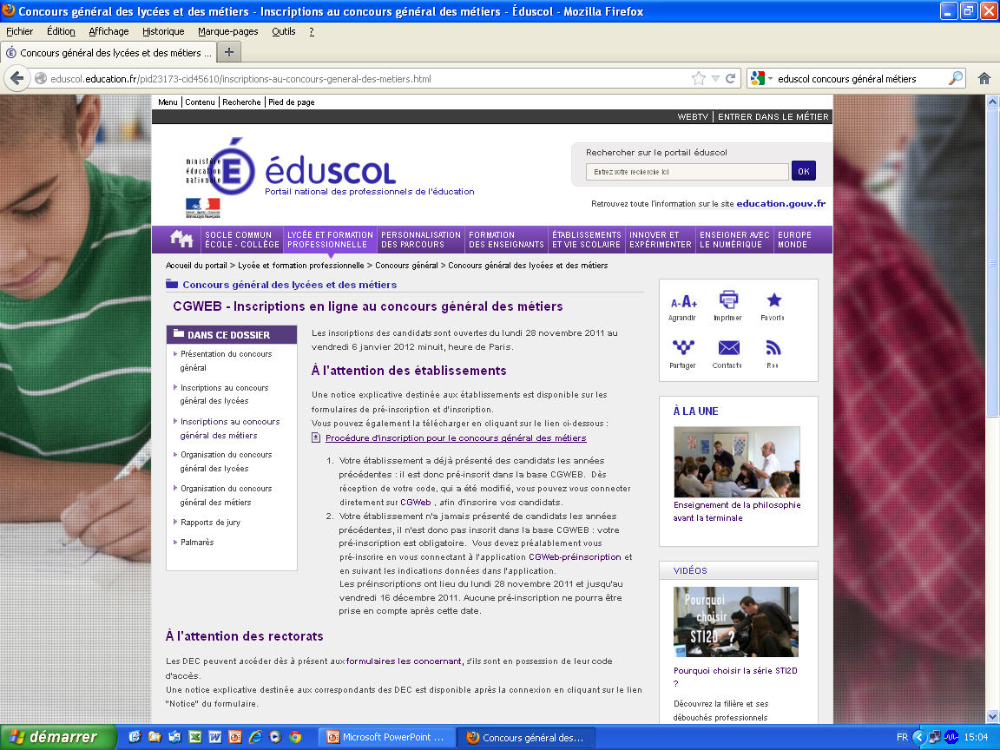 Concours général des lycées et des métiers - Inscriptions au concours général des métiers - Éduscol - Mozilla Firefox
Fichier Édition Affichage Historique Marque-pages Outils ?
Concours général des lycées et des métiers ...
eduscol.education.fr/pid23173-cid45610/inscriptions-au-concours-general-des-metiers.html
eduscol concours général métiers
Menu | Contenu | Recherche | Pied de page
WEBTV | ENTRER DANS LE MÉTIER
ministère
éducation
nationale
É
éduSCOL
Portail national des professionnels de l'éducation
Rechercher sur le portail éduscol
Entrez votre recherche ici
OK
Retrouvez toute l'information sur le site education.gouv.fr
SOCLE COMMUN
ÉCOLE - COLLÈGE
LYCÉE ET FORMATION
PROFESSIONNELLE
PERSONNALISATION
DES PARCOURS
FORMATION
DES ENSEIGNANTS
ÉTABLISSEMENTS
ET VIE SCOLAIRE
INNOVER ET
EXPÉRIMENTER
ENSEIGNER AVEC
LE NUMÉRIQUE
EUROPE
MONDE
Accueil du portail > Lycée et formation professionnelle > Concours général > Concours général des lycées et des métiers
Concours général des lycées et des métiers
CGWEB - Inscriptions en ligne au concours général des métiers
DANS CE DOSSIER
Présentation du concours
général
Inscriptions au concours
général des lycées
Inscriptions au concours
général des métiers
Organisation du concours
général des lycées
Organisation du concours
général des métiers
Rapports de jury
Palmarès
Les inscriptions des candidats sont ouvertes du lundi 28 novembre 2011 au
vendredi 6 janvier 2012 minuit, heure de Paris.
À l'attention des établissements
Une notice explicative destinée aux établissements est disponible sur les
formulaires de pré-inscription et d'inscription.
Vous pouvez également la télécharger en cliquant sur le lien ci-dessous :
Procédure d'inscription pour le concours général des métiers
1. Votre établissement a déjà présenté des candidats les années
précédentes : il est donc pré-inscrit dans la base CGWEB. Dès
réception de votre code, qui a été modifié, vous pouvez vous connecter
diretement sur CGWeb , afin d'inscrire vos candidats.
2. Votre établissement n'a jamais présenté de candidats les années
précédentes, il n'est donc pas inscrit dans la base CGWEB : votre
pré-inscription est obligatoire. Vous devez préalablement vous
pré-inscrire en vous connectant à l'application CGWeb-préinscription et
en suivant les indications données dans l'application.
Les préinscriptions ont lieu du lundi 28 novembre 2011 et jusqu'au
vendredi 16 décembre 2011. Aucune pré-inscription ne pourra être
prise en compte après cette date.
À l'attention des rectorats
Les DEC peuvent accéder dès à présent aux formulaires les concernant, s'ils sont en possession de leur code
d'accès.
Une notice explicative destinée aux correspondants des DEC est disponible après la connexion en cliquant sur le lien
"Notice" du formulaire.
A-A+
Agrandir
Imprimer
Favoris
Partager
Contacts
Rss
À LA UNE
Enseignement de la philosophie
avant la terminale
VIDÉOS
Pourquoi
choisir
STI2D ?
Pourquoi choisir la série STI2D
?
Découvrez la filière et ses
débouchés professionnels
démarrer
Microsoft PowerPoint ...
Concours général des...
FR
15:04